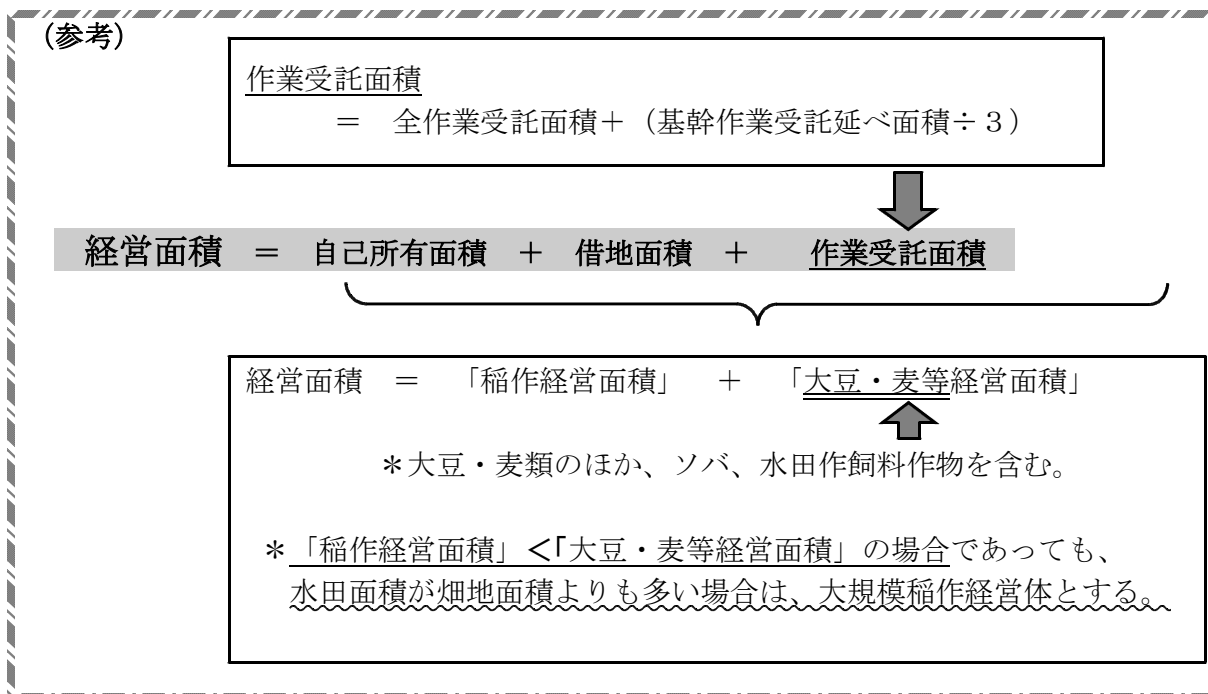 (参考)
作業受託面積
＝　全作業受託面積＋（基幹作業受託延べ面積÷３）
経営面積　＝　自己所有面積　＋　借地面積　＋　作業受託面積
経営面積　＝　「稲作経営面積」　＋　「大豆・麦等経営面積」
＊大豆・麦類のほか、ソバ、水田作飼料作物を含む。
＊「稲作経営面積」＜「大豆・麦等経営面積」の場合であっても、
水田面積が畑地面積よりも多い場合は、大規模稲作経営体とする。